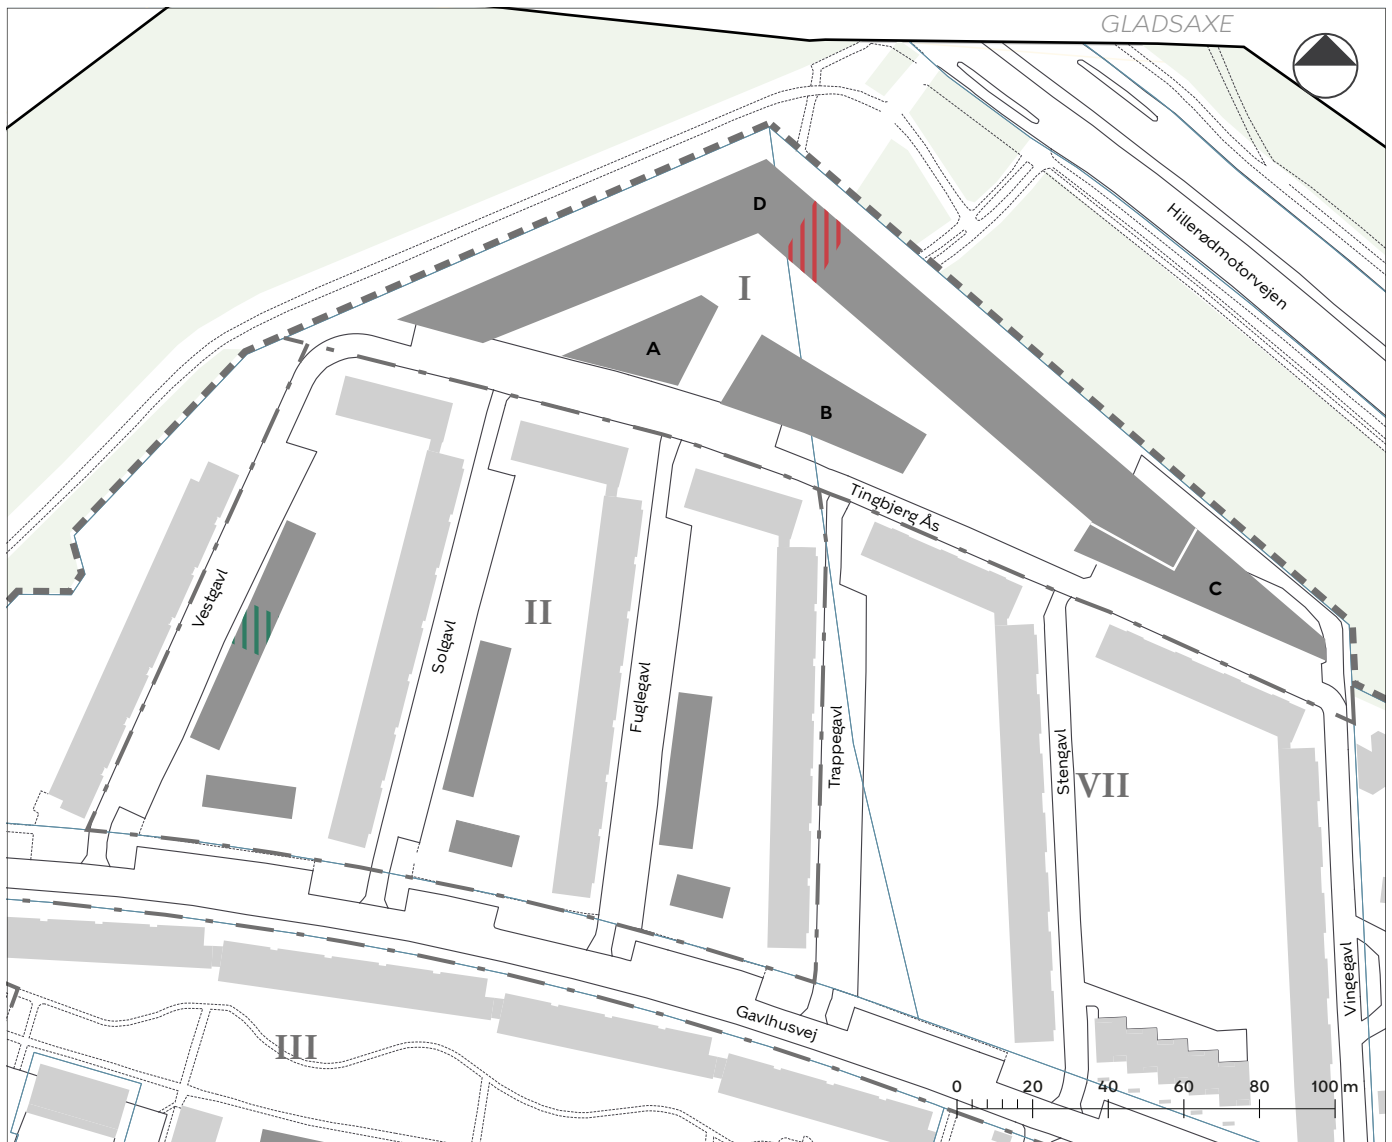 GLADSAXE
Hillerødmotorvejen
D
I
A
B
Tingbjerg Ås
C
Vestgavl
II
Solgavl
Fuglegavl
Trappegavl
Stengavl
VII
Vingegavl
Gavlhusvej
III
0 20 40 60 80 100 m